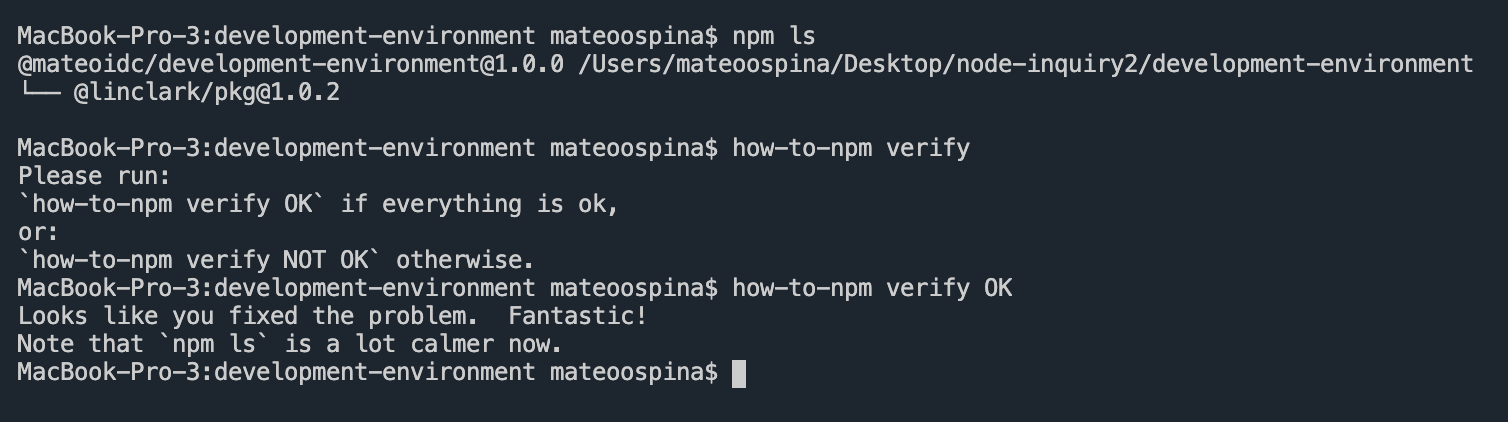 MacBook-Pro-3:development-environment mateoospina$ npm ls
@mateoidc/development-environment@1.0.0 /Users/mateoospina/Desktop/node-inquiry2/development-environment
└── @linclark/pkg@1.0.2
MacBook-Pro-3:development-environment mateoospina$ how-to-npm verify
Please run:
`how-to-npm verify OK` if everything is ok,
or:
`how-to-npm verify NOT OK` otherwise.
MacBook-Pro-3:development-environment mateoospina$ how-to-npm verify OK
Looks like you fixed the problem.  Fantastic!
Note that `npm ls` is a lot calmer now.
MacBook-Pro-3:development-environment mateoospina$